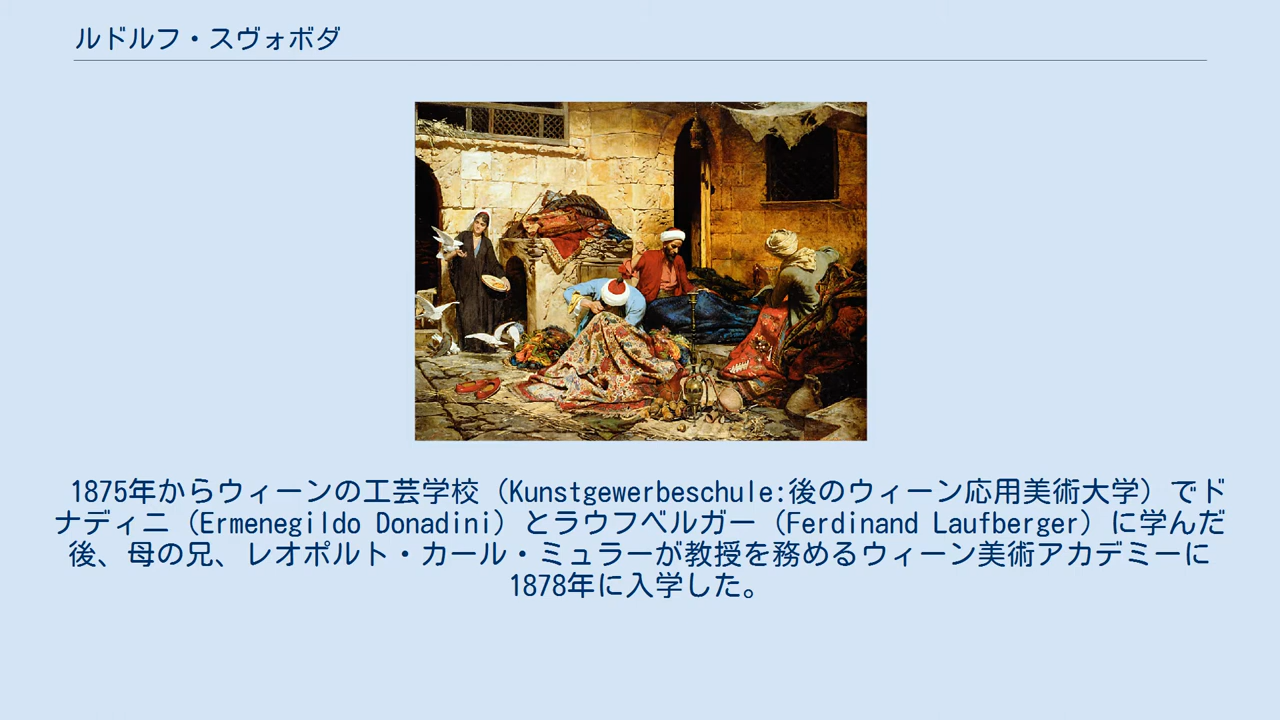 ルドルフ・スヴォボダ
1875年からウィーンの工芸学校（Kunstgewerbeschule:後のウィーン応用美術大学）でド
ナディニ（Ermenegildo Donadini）とラウフベルガー（Ferdinand Laufberger）に学んだ
後、母の兄、レオポルト・カール・ミュラーが教授を務めるウィーン美術アカデミーに
1878年に入学した。